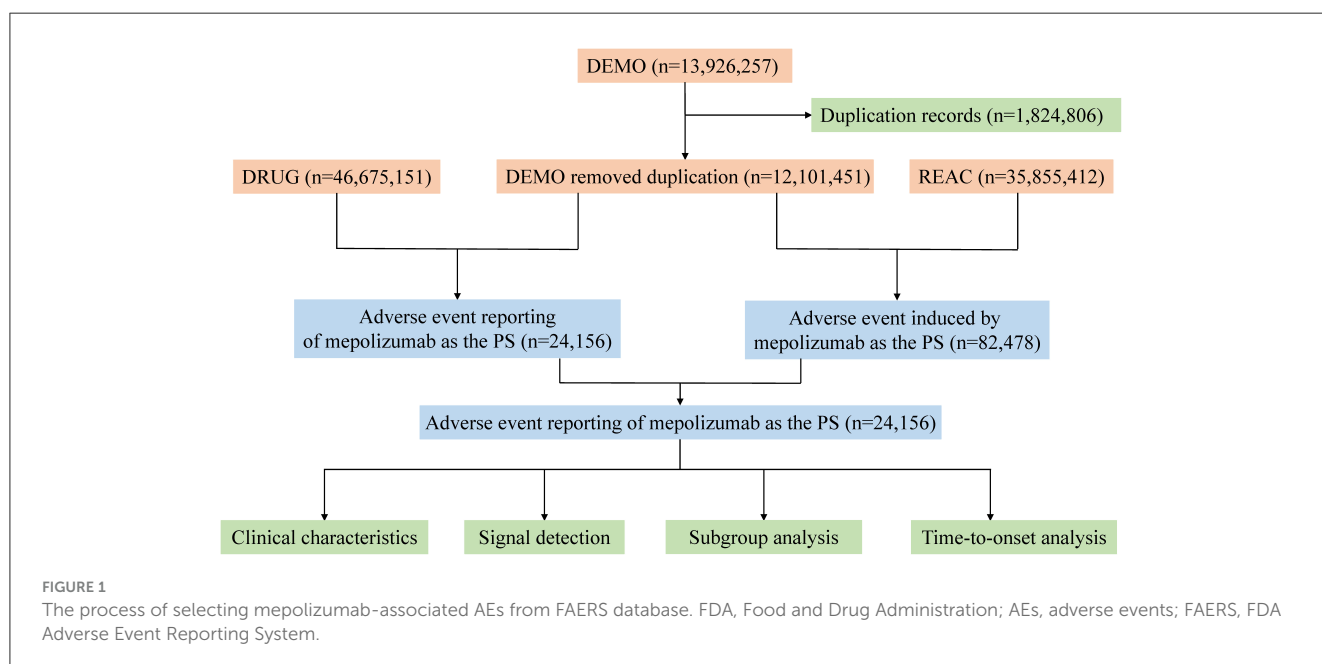 DEMO (n=13,926,257)
Duplication records (n=1,824,806)
DRUG (n=46,675,151)
DEMO removed duplication (n=12,101,451)
REAC (n=35,855,412)
Adverse event reporting
of mepolizumab as the PS (n=24,156)
Adverse event induced by
mepolizumab as the PS (n=82,478)
Adverse event reporting of mepolizumab as the PS (n=24,156)
Clinical characteristics
Signal detection
Subgroup analysis
Time-to-onset analysis
FIGURE 1
The process of selecting mepolizumab-associated AEs from FAERS database. FDA, Food and Drug Administration; AEs, adverse events; FAERS, FDA
Adverse Event Reporting System.